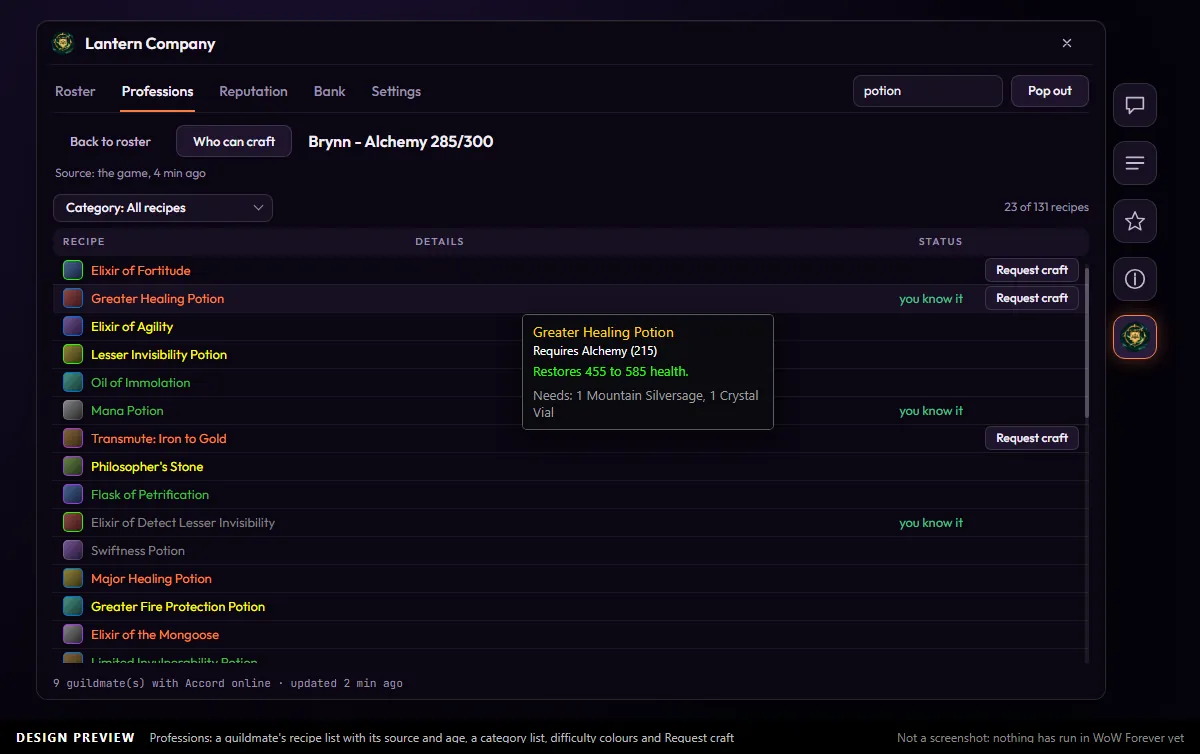 Lantern Company
Roster Professions Reputation Bank Settings potion Pop out
Back to roster Who can craft Brynn - Alchemy 285/300
Source: the game, 4 min ago
Category: All recipes 23 of 131 recipes
RECIPE DETAILS STATUS
Elixir of Fortitude Request craft
Greater Healing Potion you know it Request craft
Elixir of Agility
Lesser Invisibility Potion
Oil of Immolation
Mana Potion you know it
Transmute: Iron to Gold Request craft
Philosopher's Stone
Flask of Petrification
Elixir of Detect Lesser Invisibility you know it
Swiftness Potion
Major Healing Potion
Greater Fire Protection Potion
Elixir of the Mongoose
Limited Invulnerability Potion
Greater Healing Potion
Requires Alchemy (215)
Restores 455 to 585 health.
Needs: 1 Mountain Silversage, 1 Crystal
Vial
9 guildmate(s) with Accord online · updated 2 min ago
DESIGN PREVIEW Professions: a guildmate's recipe list with its source and age, a category list, difficulty colours and Request craft Not a screenshot: nothing has run in WoW Forever yet